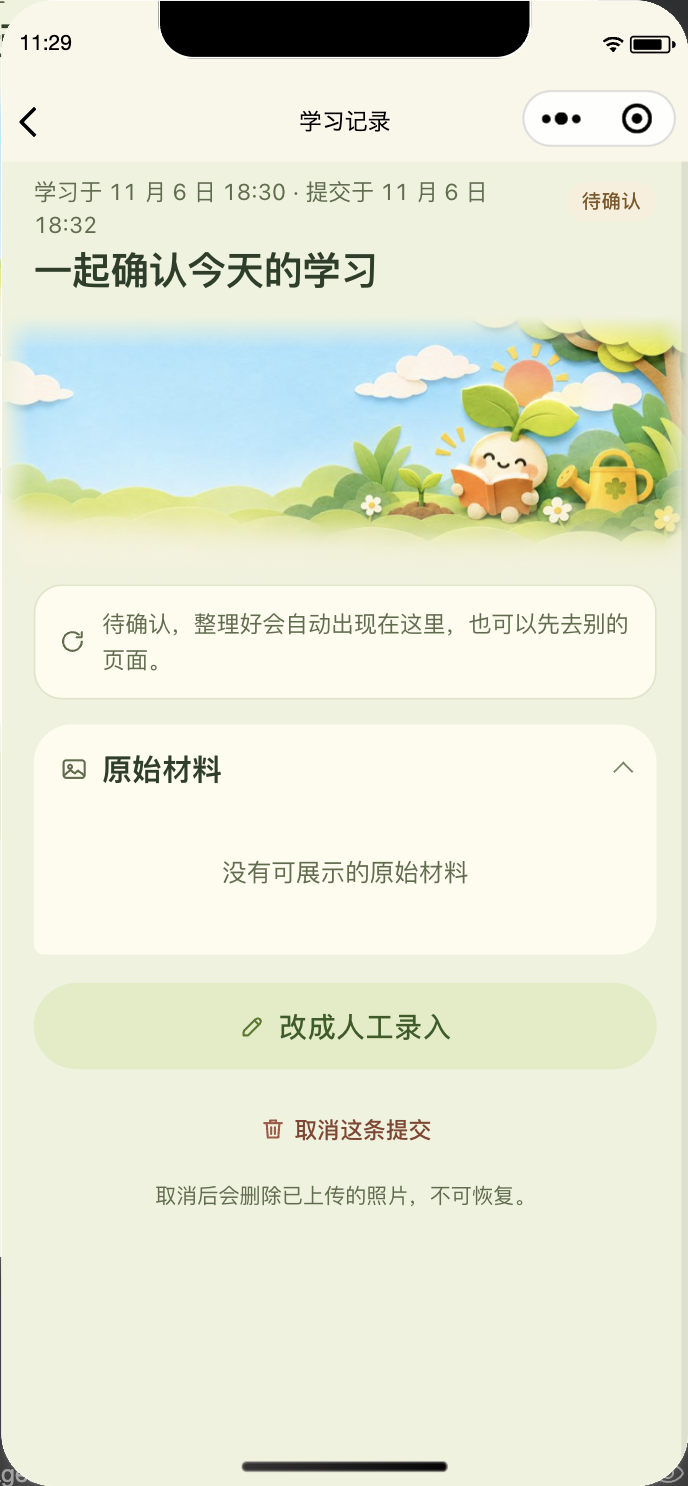 11:29
学习记录
学习于 11 月 6 日 18:30 · 提交于 11 月 6 日
18:32
待确认
一起确认今天的学习
待确认，整理好会自动出现在这里，也可以先去别的
页面。
原始材料
没有可展示的原始材料
改成人工录入
取消这条提交
取消后会删除已上传的照片，不可恢复。